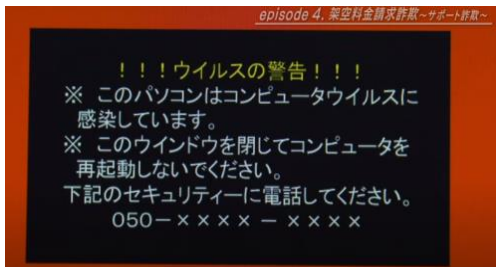 episode 4. 架空料金請求詐欺～サポート詐欺～
！！！ウイルスの警告！！！
※ このパソコンはコンピュータウイルスに
感染しています。
※ このウインドウを閉じてコンピュータを
再起動しないでください。
下記のセキュリティーに電話してください。
050－××××－××××